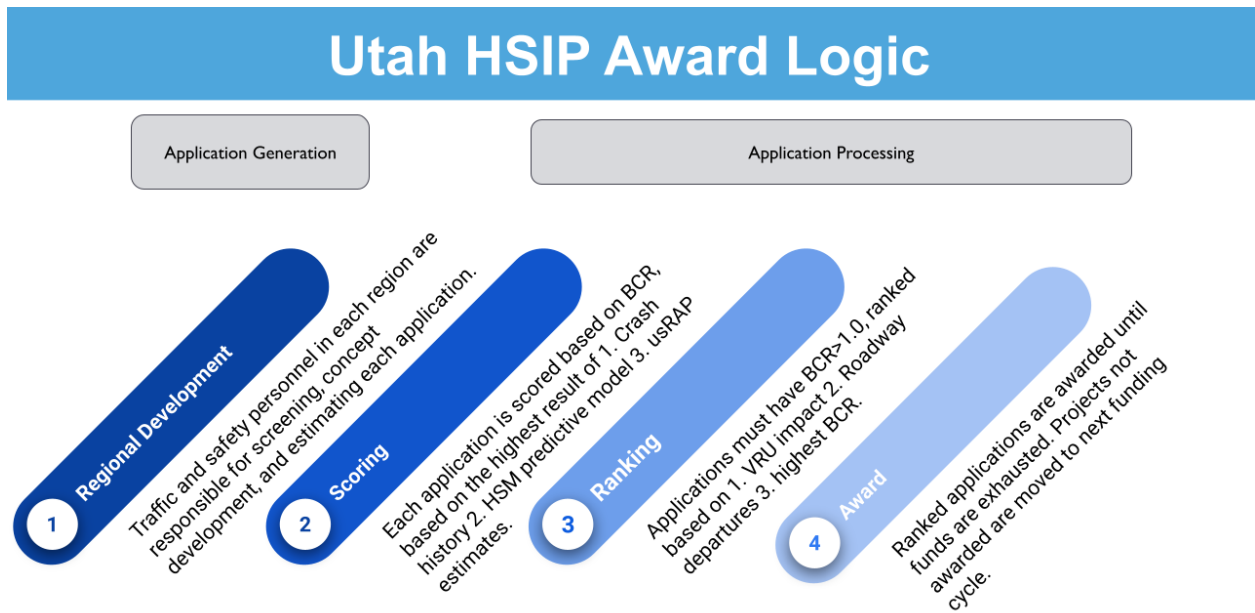 Utah HSIP Award Logic
Application Generation
Application Processing
1
Regional Development
Traffic and safety personnel in each region are
responsible for screening, concept
development, and estimating each application.
2
Scoring
Each application is scored based on BCR,
based on the highest result of 1. Crash
history 2. HSM predictive model 3. usRAP
estimates.
3
Ranking
Applications must have BCR>1.0, ranked
based on 1. VRU impact 2. Roadway
departures 3. highest BCR.
4
Award
Ranked applications are awarded until
funds are exhausted. Projects not
awarded are moved to next funding
cycle.